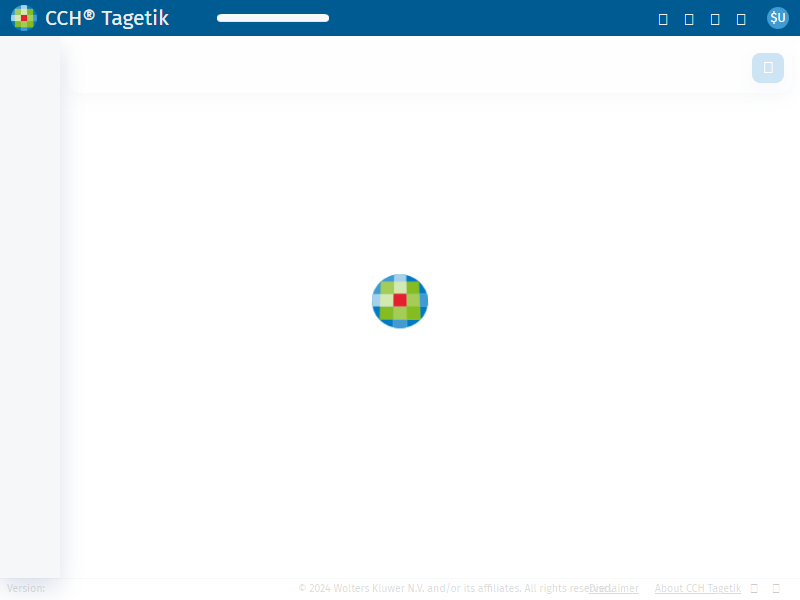 CCH® Tagetik
$U
Version:
© 2024 Wolters Kluwer N.V. and/or its affiliates. All rights reserved.
Disclaimer
About CCH Tagetik